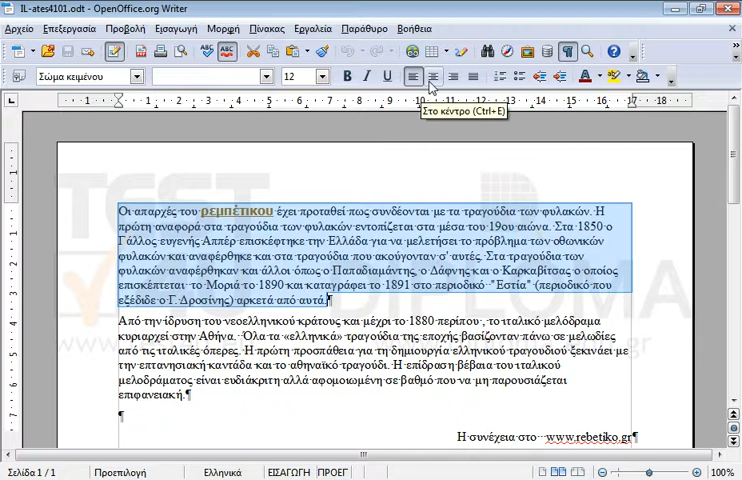 IL-ates4101.odt - OpenOffice.org Writer
Αρχείο Επεξεργασία Προβολή Εισαγωγή Μορφή Πίνακας Εργαλεία Παράθυρο Βοήθεια
Σώμα κειμένου 12 B I U
Στο κέντρο (Ctrl+E)
Οι απαρχές του ρεμπέτικου έχει προταθεί πως συνδέονται με τα τραγούδια των φυλακών. Η
πρώτη αναφορά στα τραγούδια των φυλακών εντοπίζεται στα μέσα του 19ου αιώνα. Στα 1850 ο
Γάλλος ευγενής Αππέρ επισκέφτηκε την Ελλάδα για να μελετήσει το πρόβλημα των οθωνικών
φυλακών και αναφέρθηκε και στα τραγούδια που ακούγονταν σ' αυτές. Στα τραγούδια των
φυλακών αναφέρθηκαν και άλλοι όπως ο Παπαδιαμάντης, ο Δάφνης και ο Καρκαβίτσας ο οποίος
επισκέπτεται το Μοριά το 1890 και καταγράφει το 1891 στο περιοδικό "Εστία" (περιοδικό που
εξέδιδε ο Γ. Δροσίνης) αρκετά από αυτά.¶
Από την ίδρυση του νεοελληνικού κράτους και μέχρι το 1880 περίπου , το ιταλικό μελόδραμα
κυριαρχεί στην Αθήνα. Όλα τα «ελληνικά» τραγούδια της εποχής βασίζονταν πάνω σε μελωδίες
από τις ιταλικές όπερες. Η πρώτη προσπάθεια για τη δημιουργία ελληνικού τραγουδιού ξεκινάει με
την επτανησιακή καντάδα και το αθηναϊκό τραγούδι. Η επίδραση βέβαια του ιταλικού
μελοδράματος είναι ευδιάκριτη αλλά αφομοιωμένη σε βαθμό που να μη παρουσιάζεται
επιφανειακή.¶
¶
Η συνέχεια στο www.rebetiko.gr¶
Σελίδα 1 / 1 Προεπιλογή Ελληνικά ΕΙΣΑΓΩΓΗ ΠΡΟΕΓ 100%
TEST4DIPLOMA